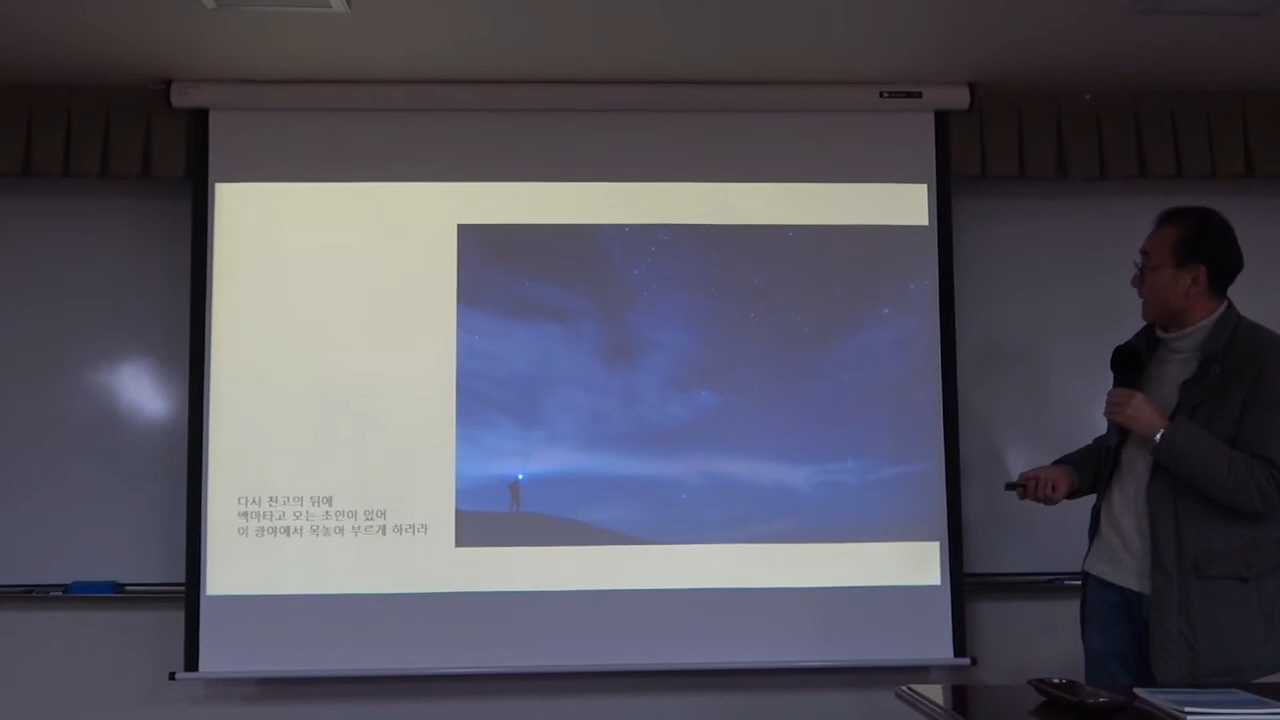 다시 천고의 뒤에
백마타고 오는 초인이 있어
이 광야에서 목놓아 부르게 하리라